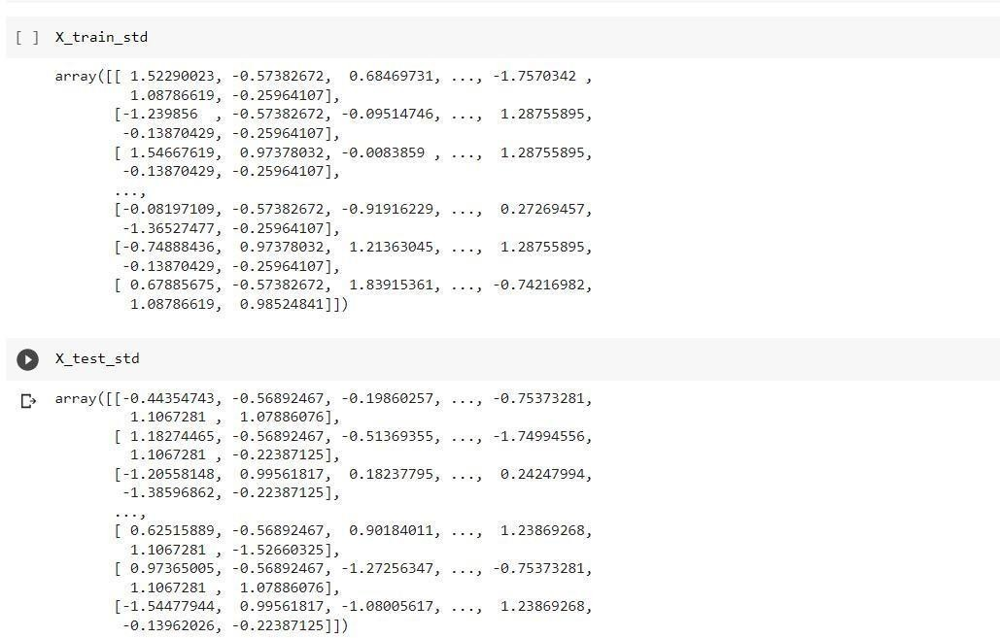 [ ] X_train_std
array([[ 1.52290023, -0.57382672,  0.68469731, ..., -1.7570342 ,
         1.08786619, -0.25964107],
       [-1.239856  , -0.57382672, -0.09514746, ...,  1.28755895,
        -0.13870429, -0.25964107],
       [ 1.54667619,  0.97378032, -0.0083859 , ...,  1.28755895,
        -0.13870429, -0.25964107],
       ...,
       [-0.08197109, -0.57382672, -0.91916229, ...,  0.27269457,
        -1.36527477, -0.25964107],
       [-0.74888436,  0.97378032,  1.21363045, ...,  1.28755895,
        -0.13870429, -0.25964107],
       [ 0.67885675, -0.57382672,  1.83915361, ..., -0.74216982,
         1.08786619,  0.98524841]])
X_test_std
array([[-0.44354743, -0.56892467, -0.19860257, ..., -0.75373281,
         1.1067281 ,  1.07886076],
       [ 1.18274465, -0.56892467, -0.51369355, ..., -1.74994556,
         1.1067281 , -0.22387125],
       [-1.20558148,  0.99561817,  0.18237795, ...,  0.24247994,
        -1.38596862, -0.22387125],
       ...,
       [ 0.62515889, -0.56892467,  0.90184011, ...,  1.23869268,
         1.1067281 , -1.52660325],
       [ 0.97365005, -0.56892467, -1.27256347, ..., -0.75373281,
         1.1067281 ,  1.07886076],
       [-1.54477944,  0.99561817, -1.08005617, ...,  1.23869268,
        -0.13962026, -0.22387125]])